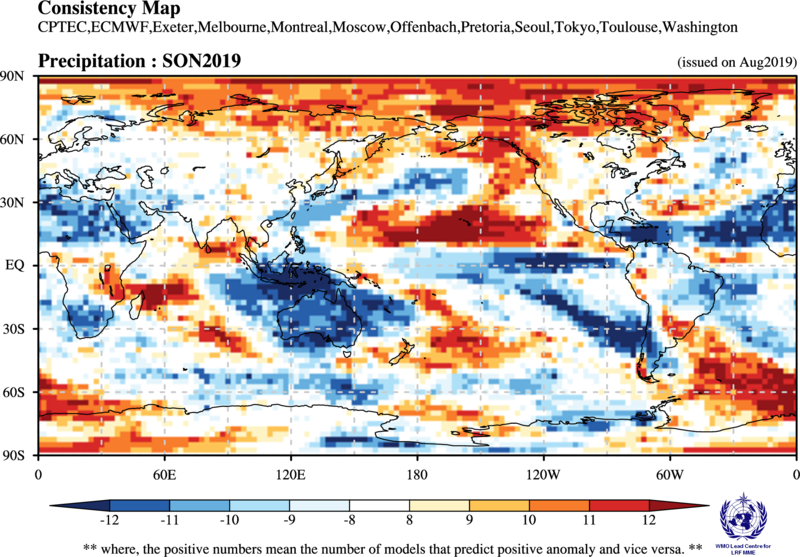 Consistency Map
CPTEC,ECMWF,Exeter,Melbourne,Montreal,Moscow,Offenbach,Pretoria,Seoul,Tokyo,Toulouse,Washington
Precipitation : SON2019 (issued on Aug2019)
90N
60N
30N
EQ
30S
60S
90S
0 60E 120E 180 120W 60W 0
-12 -11 -10 -9 -8 8 9 10 11 12
** where, the positive numbers mean the number of models that predict positive anomaly and vice versa. **
WMO Lead Centre for
LRF MME